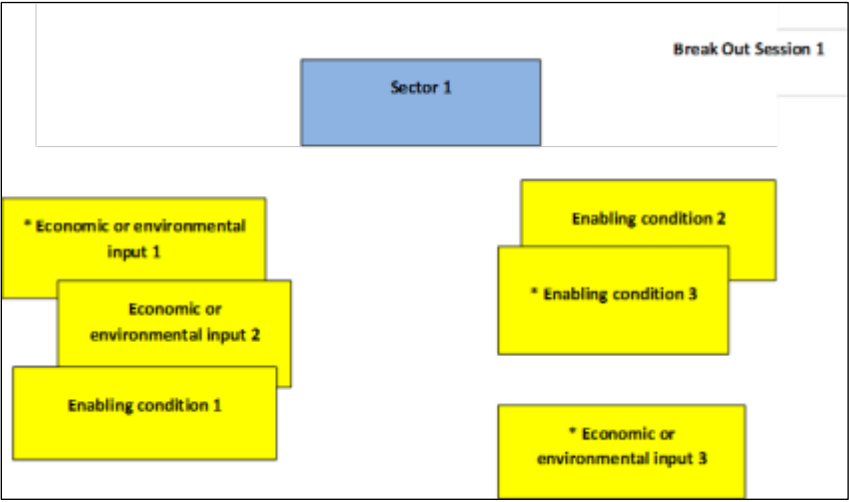 Break Out Session 1
Sector 1
* Economic or environmental
input 1
Economic or
environmental input 2
Enabling condition 1
Enabling condition 2
* Enabling condition 3
* Economic or
environmental input 3